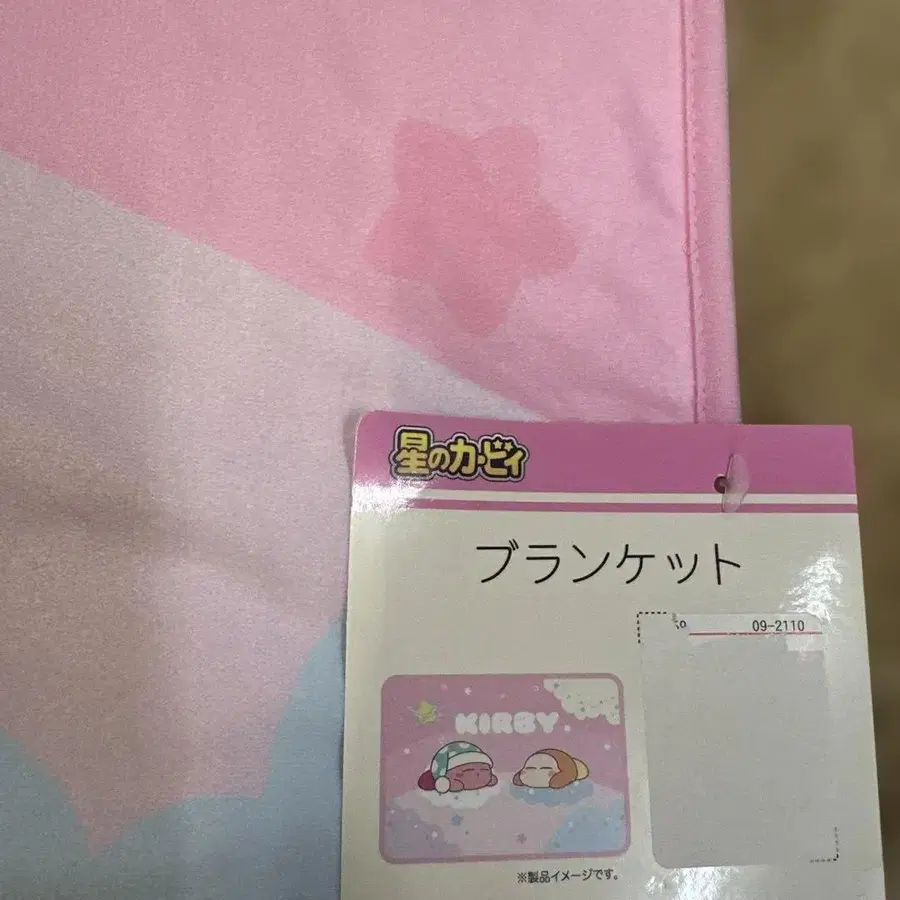 星のカービィ
ブランケット
09-2110
KIRBY
※製品イメージです。